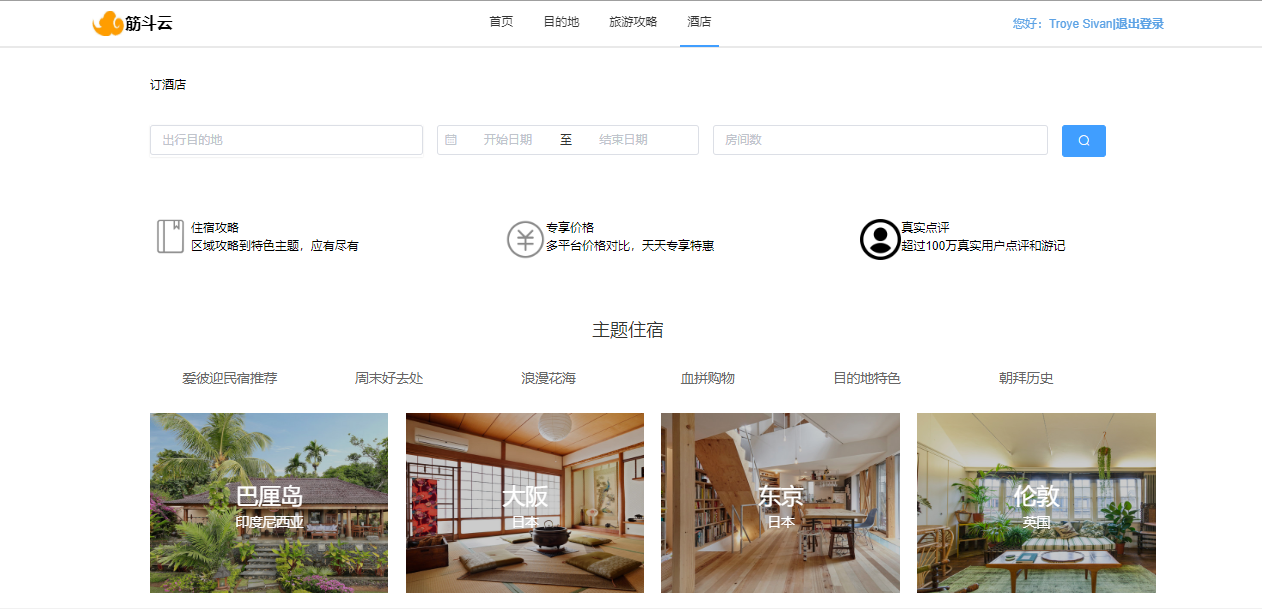 筋斗云
首页 目的地 旅游攻略 酒店
您好：Troye Sivan|退出登录
订酒店
出行目的地 开始日期 至 结束日期 房间数
住宿攻略
区域攻略到特色主题，应有尽有
专享价格
多平台价格对比，天天专享特惠
真实点评
超过100万真实用户点评和游记
主题住宿
爱彼迎民宿推荐 周末好去处 浪漫花海 血拼购物 目的地特色 朝拜历史
巴厘岛
印度尼西亚
大阪
日本
东京
日本
伦敦
英国